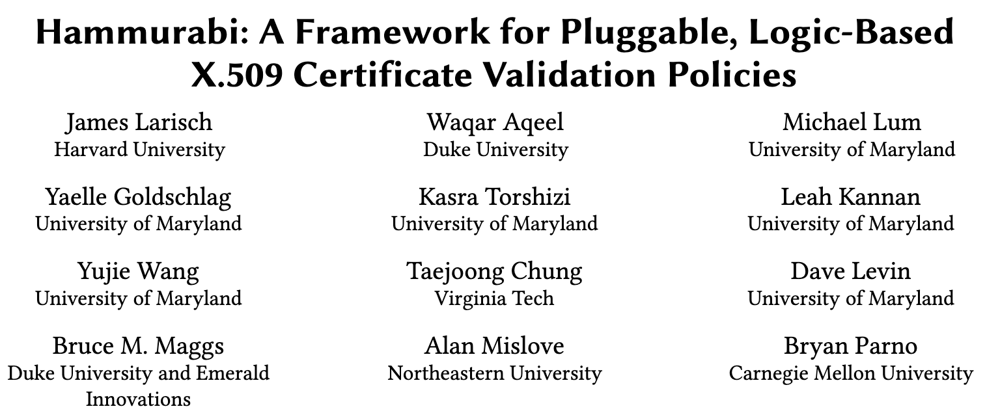 Hammurabi: A Framework for Pluggable, Logic-Based
X.509 Certificate Validation Policies
James Larisch
Harvard University
Waqar Aqeel
Duke University
Michael Lum
University of Maryland
Yaelle Goldschlag
University of Maryland
Kasra Torshizi
University of Maryland
Leah Kannan
University of Maryland
Yujie Wang
University of Maryland
Taejoong Chung
Virginia Tech
Dave Levin
University of Maryland
Bruce M. Maggs
Duke University and Emerald
Innovations
Alan Mislove
Northeastern University
Bryan Parno
Carnegie Mellon University